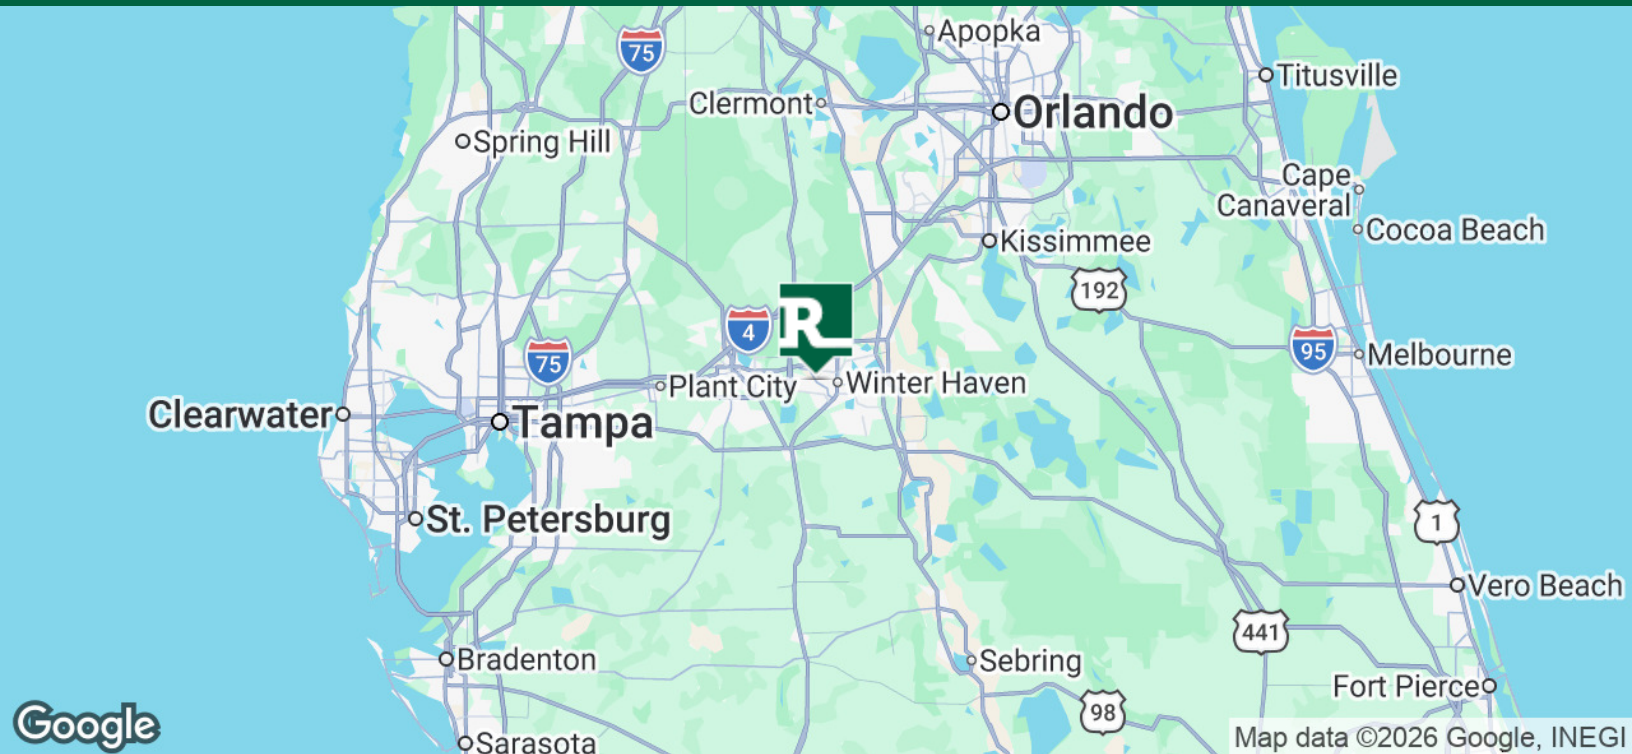 Apopka
75
Titusville
Clermont
Orlando
Spring Hill
Cape
Canaveral
Cocoa Beach
Kissimmee
192
R
4
75
95
Melbourne
Plant City
Winter Haven
Clearwater
Tampa
St. Petersburg
1
Vero Beach
441
Bradenton
Sebring
Fort Pierce
98
Google
Sarasota
Map data ©2026 Google, INEGI